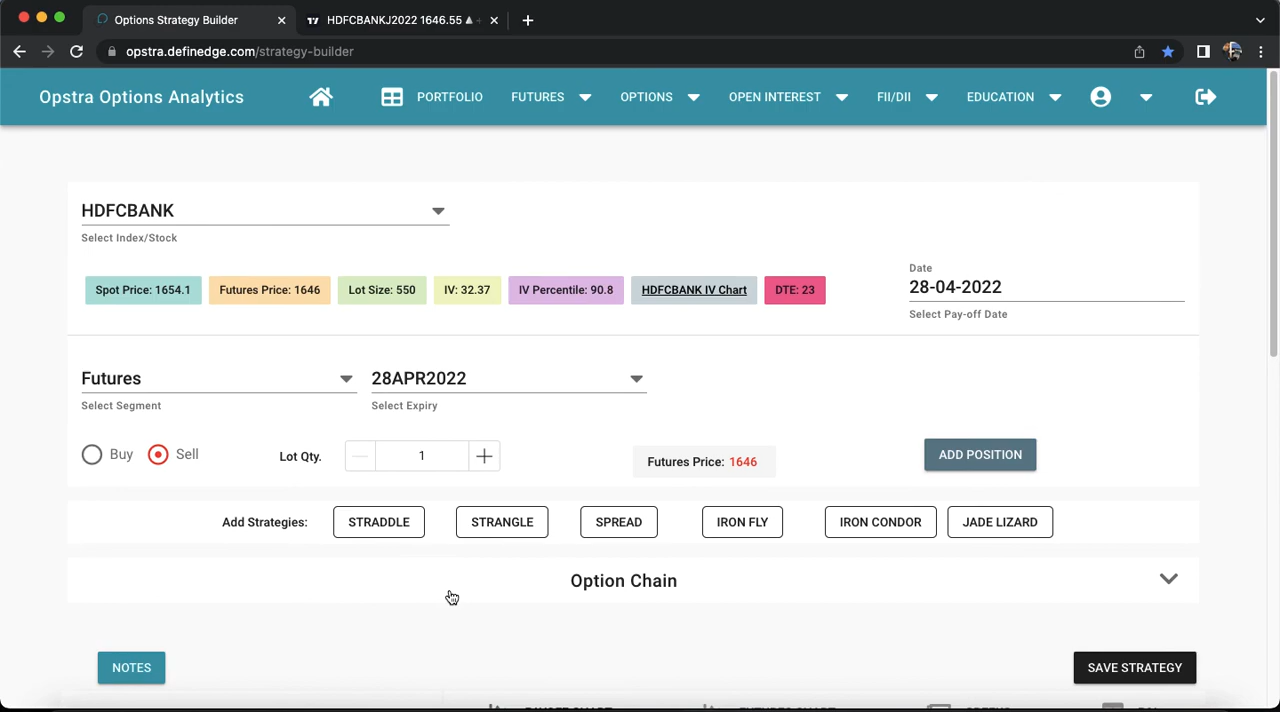 Options Strategy Builder
HDFCBANKJ2022 1646.55
opstra.definedge.com/strategy-builder
Opstra Options Analytics
PORTFOLIO
FUTURES
OPTIONS
OPEN INTEREST
FII/DII
EDUCATION
HDFCBANK
Select Index/Stock
Spot Price: 1654.1
Futures Price: 1646
Lot Size: 550
IV: 32.37
IV Percentile: 90.8
HDFCBANK IV Chart
DTE: 23
Date
28-04-2022
Select Pay-off Date
Futures
Select Segment
28APR2022
Select Expiry
Buy
Sell
Lot Qty.
1
Futures Price: 1646
ADD POSITION
Add Strategies:
STRADDLE
STRANGLE
SPREAD
IRON FLY
IRON CONDOR
JADE LIZARD
Option Chain
NOTES
SAVE STRATEGY